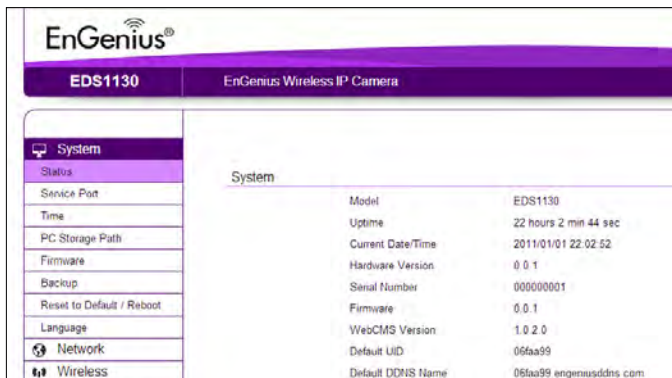 EnGenius®
EDS1130
EnGenius Wireless IP Camera
System
Status
Service Port
Time
PC Storage Path
Firmware
Backup
Reset to Default / Reboot
Language
Network
Wireless
System
Model EDS1130
Uptime 22 hours 2 min 44 sec
Current Date/Time 2011/01/01 22:02:52
Hardware Version 0.0.1
Serial Number 000000001
Firmware 0.0.1
WebCMS Version 1.0.2.0
Default UID 06faa99
Default DDNS Name 06faa99.engeniusddns.com